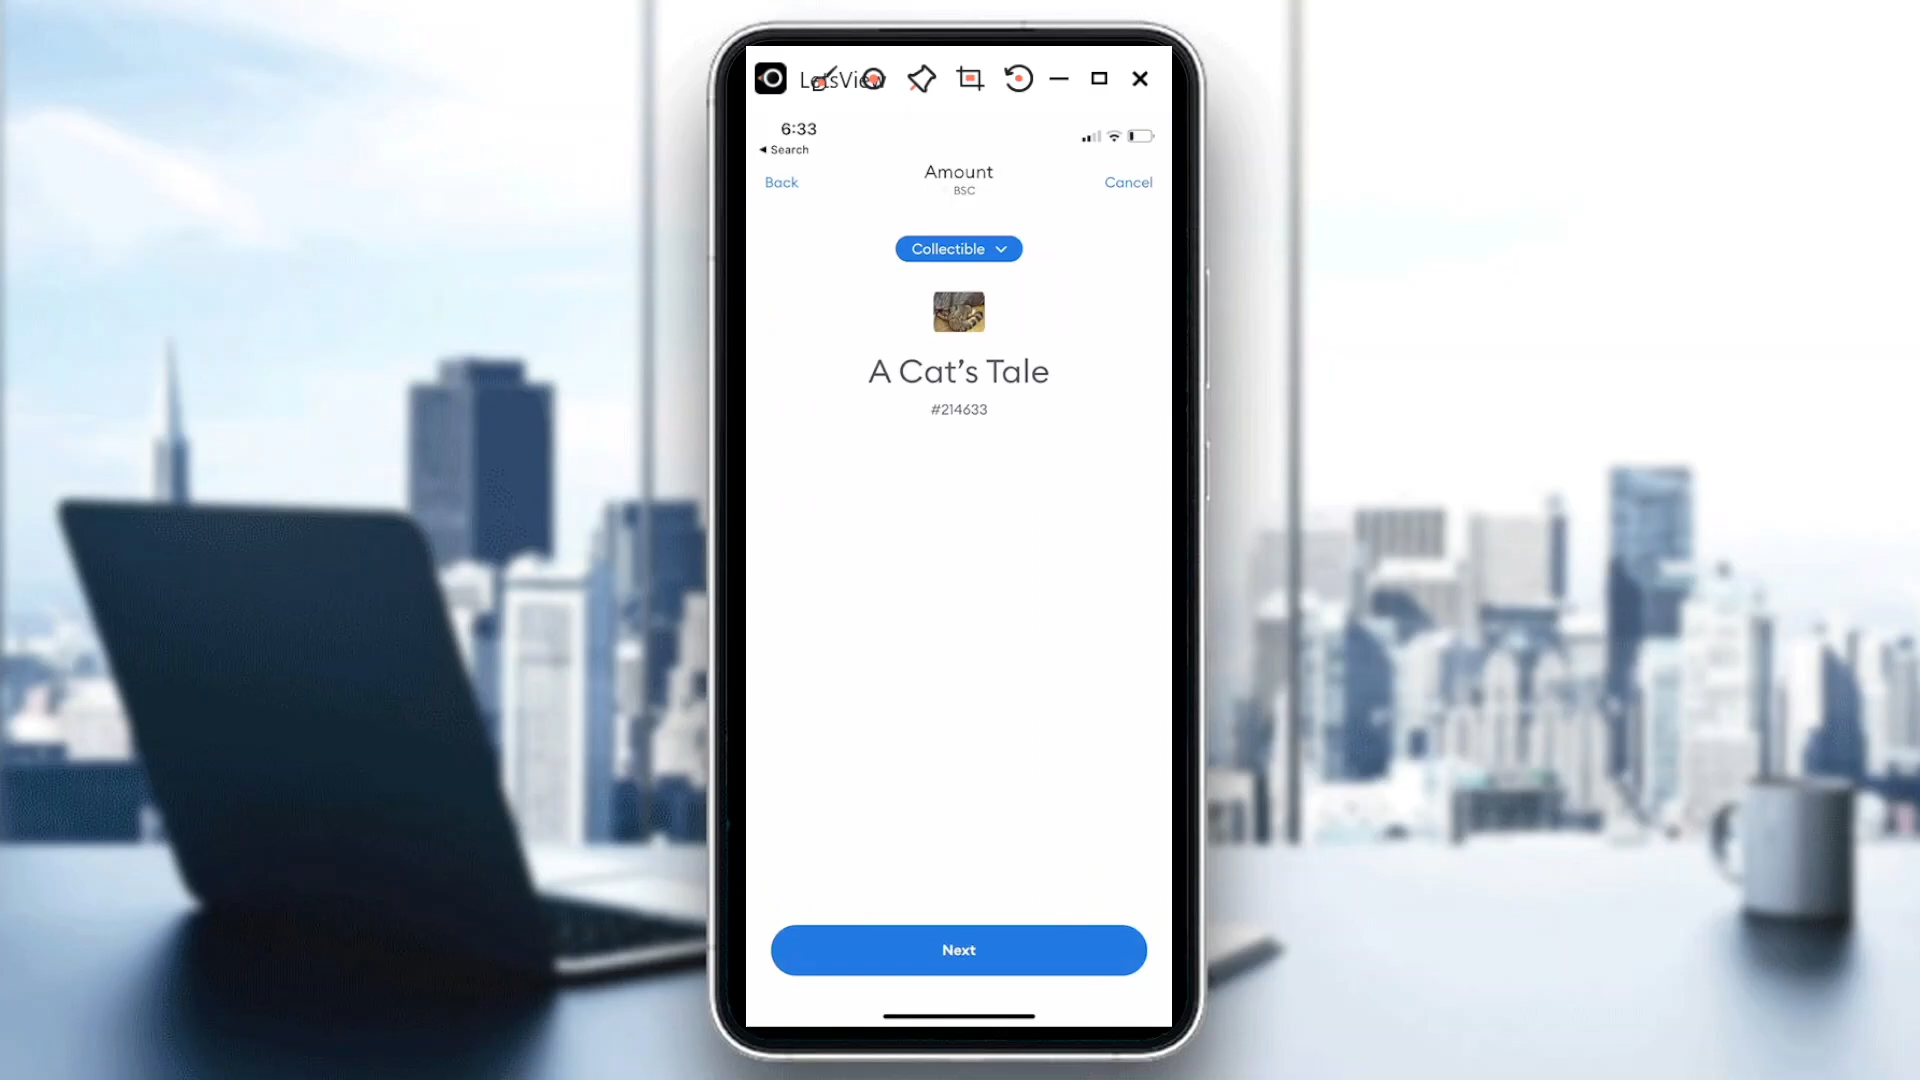 LetsView
6:33
Search
Back
Amount
Cancel
BSC
Collectible
A Cat's Tale
#214633
Next